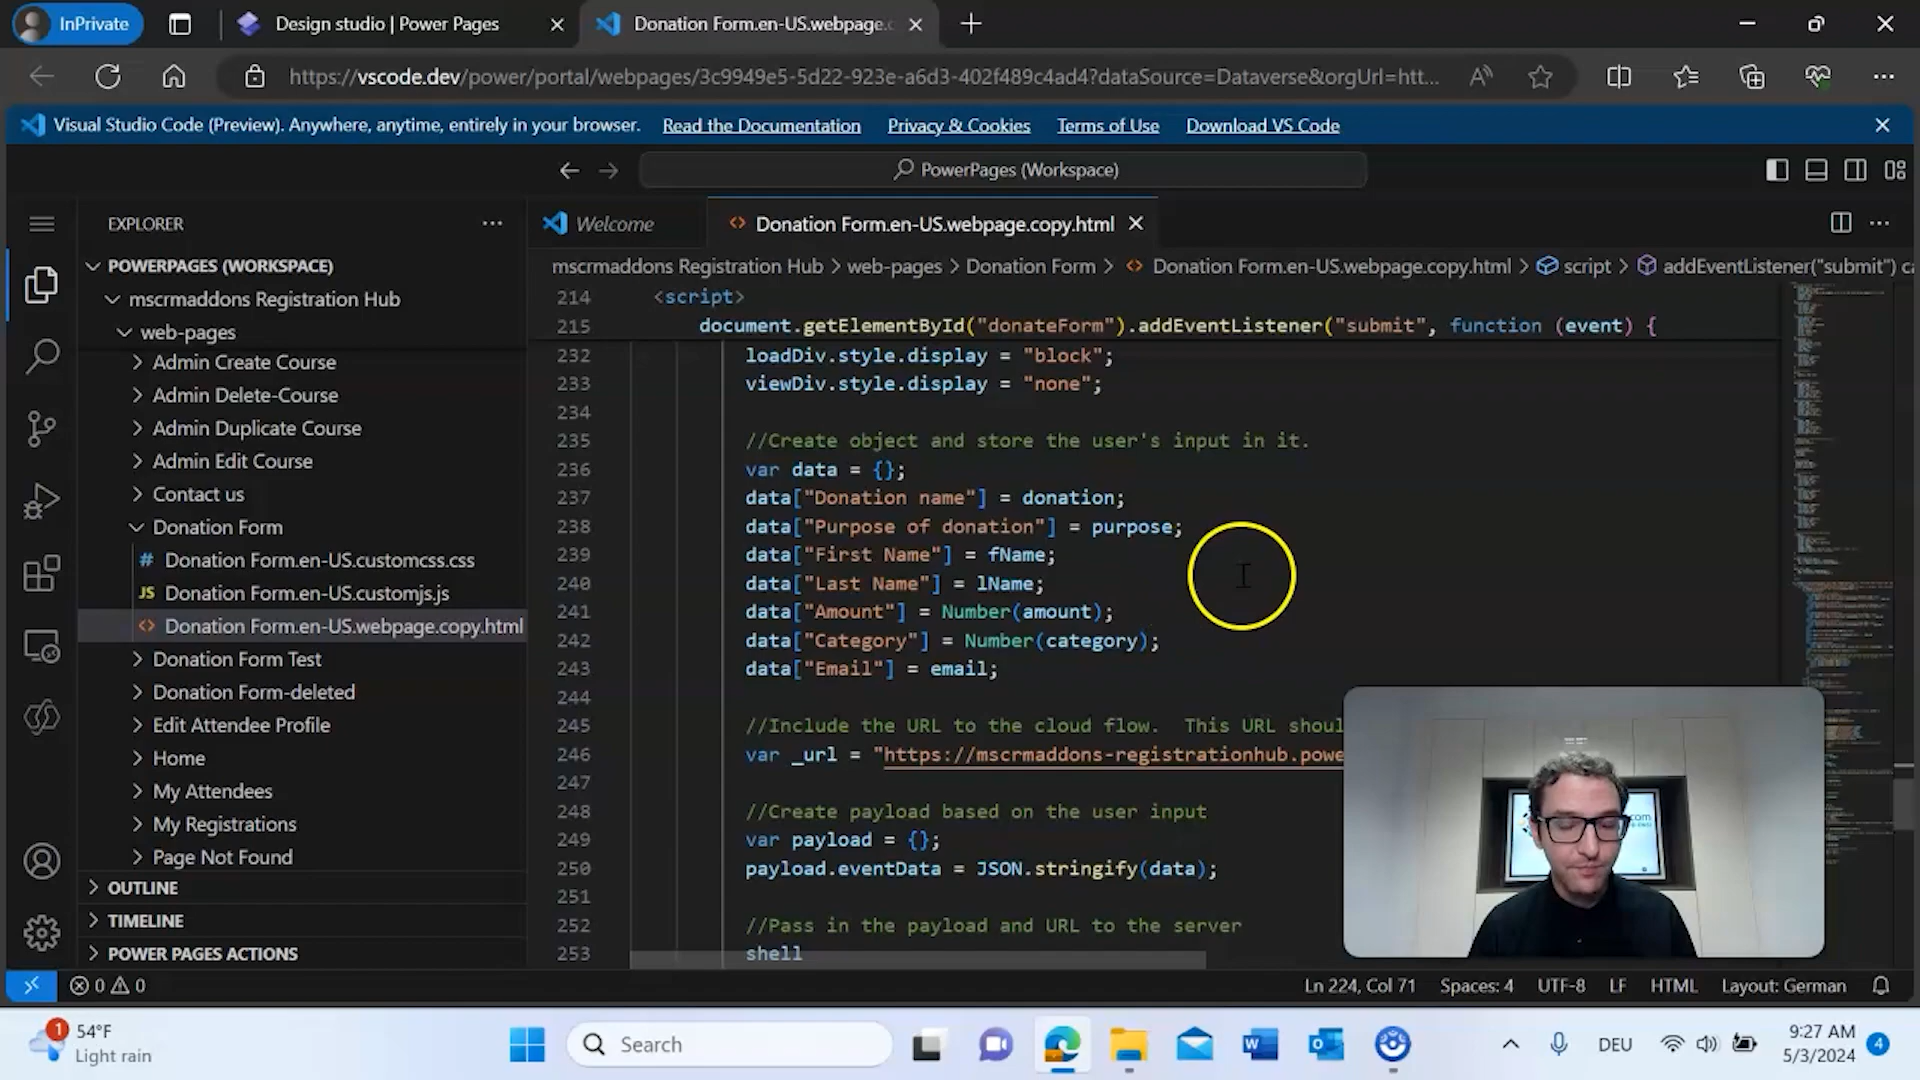 InPrivate
Design studio | Power Pages
Donation Form.en-US.webpage.c
https://vscode.dev/power/portal/webpages/3c9949e5-5d22-923e-a6d3-402f489c4ad4?dataSource=Dataverse&orgUrl=htt...
Visual Studio Code (Preview). Anywhere, anytime, entirely in your browser. Read the Documentation Privacy & Cookies Terms of Use Download VS Code
PowerPages (Workspace)
EXPLORER
POWERPAGES (WORKSPACE)
mscrmaddons Registration Hub
web-pages
Admin Create Course
Admin Delete-Course
Admin Duplicate Course
Admin Edit Course
Contact us
Donation Form
# Donation Form.en-US.customcss.css
JS Donation Form.en-US.customjs.js
<> Donation Form.en-US.webpage.copy.html
Donation Form Test
Donation Form-deleted
Edit Attendee Profile
Home
My Attendees
My Registrations
Page Not Found
OUTLINE
TIMELINE
POWER PAGES ACTIONS
Welcome
<> Donation Form.en-US.webpage.copy.html
mscrmaddons Registration Hub > web-pages > Donation Form > <> Donation Form.en-US.webpage.copy.html > script > addEventListener("submit") ca
214 <script>
215 document.getElementById("donateForm").addEventListener("submit", function (event) {
232 loadDiv.style.display = "block";
233 viewDiv.style.display = "none";
234
235 //Create object and store the user's input in it.
236 var data = {};
237 data["Donation name"] = donation;
238 data["Purpose of donation"] = purpose;
239 data["First Name"] = fName;
240 data["Last Name"] = lName;
241 data["Amount"] = Number(amount);
242 data["Category"] = Number(category);
243 data["Email"] = email;
244
245 //Include the URL to the cloud flow.  This URL shoul
246 var _url = "https://mscrmaddons-registrationhub.powe
247
248 //Create payload based on the user input
249 var payload = {};
250 payload.eventData = JSON.stringify(data);
251
252 //Pass in the payload and URL to the server
253 shell
.com
0 0
Ln 224, Col 71 Spaces: 4 UTF-8 LF HTML Layout: German
1
54°F
Light rain
Search
DEU
9:27 AM
5/3/2024
4